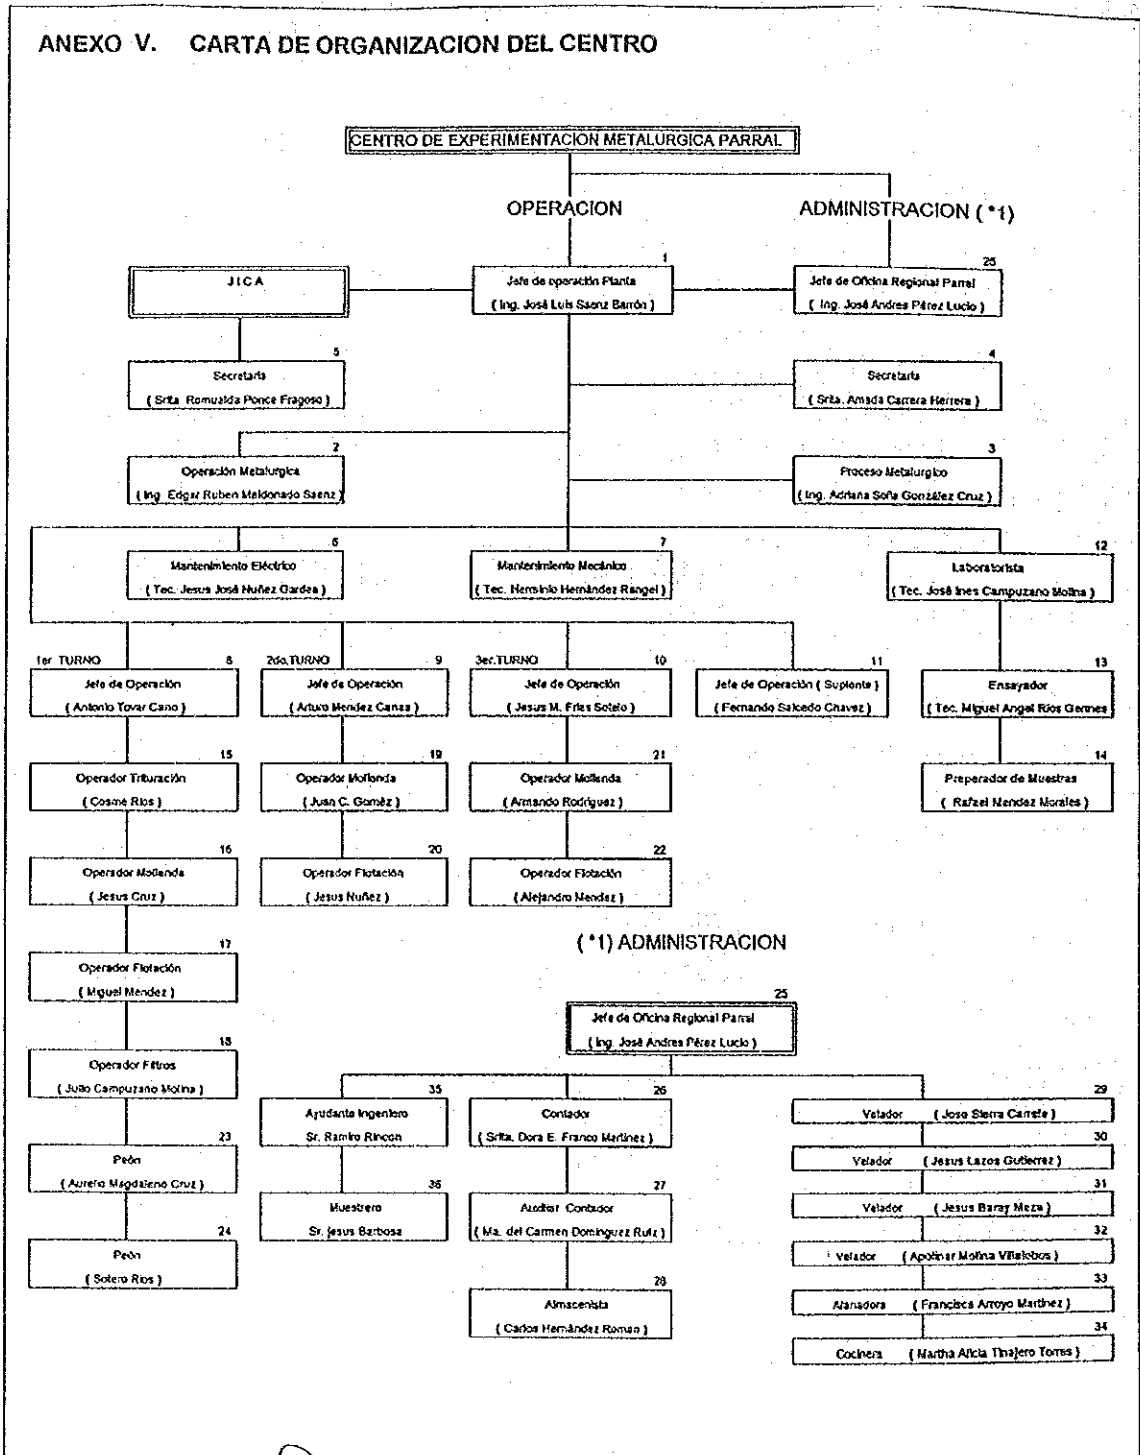 ANEXO V. CARTA DE ORGANIZACION DEL CENTRO
CENTRO DE EXPERIMENTACION METALURGICA PARRAL
OPERACION
ADMINISTRACION (*1)
JICA
1
Jefe de operación Planta
( Ing. José Luis Saenz Barrón )
25
Jefe de Oficina Regional Parral
( Ing. José Andres Pérez Lucio )
5
Secretaria
( Srita. Romualda Ponce Fragoso )
4
Secretaria
( Srita. Amada Carrera Herrera )
2
Operación Metalurgica
( Ing. Edgar Ruben Maldonado Saenz )
3
Proceso Metalurgico
( Ing. Adriana Sofia González Cruz )
6
Mantenimiento Eléctrico
( Tec. Jesus José Nuñez Gardea )
7
Mantenimiento Mecánico
( Tec. Herminio Hernández Rangel )
12
Laboratorista
( Tec. José Ines Campuzano Molina )
1er. TURNO 8
Jefe de Operación
( Antonio Tovar Cano )
2do. TURNO 9
Jefe de Operación
( Arturo Mendez )
3er. TURNO 10
Jefe de Operación
( Jesus M. Frias Sotelo )
11
Jefe de Operación ( Suplente )
( Fernando Salcedo Chavez )
13
Ensayador
( Tec. Miguel Angel Rios
14
Preperador de Muestras
( Rafael Mendez Morales )
15
Operador Trituración
( Cosme Rios )
19
Operador Mollenda
( Juan C. Goméz )
21
Operador Mollenda
( Armando Rodriguez )
16
Operador Mollenda
( Jesus Cruz )
20
Operador Flotación
( Jesus Nuñez )
22
Operador Flotación
( Alejandro Mendez )
17
Operador Flotación
( Miguel Mendez )
18
Operador Filtros
( Julio Campuzano Molina )
23
Peón
( Aurelio Magdaleno Cruz )
24
Peón
( Sotero Rios )
( *1) ADMINISTRACION
25
Jefe de Oficina Regional Parral
( Ing. José Andres Pérez Lucio )
35
Ayudante Ingeniero
Sr. Ramiro Rincon
36
Muestrero
Sr. jesus Barbosa
26
Contador
( Srita. Dora E. Franco Martinez )
27
Auxiliar Contador
( Ma. del Carmen Dominguez Ruiz )
28
Almacenista
( Carlos Hernández Roman )
29
Velador ( Jose Sierra )
30
Velador ( Jesus Lazos Gutierrez )
31
Velador ( Jesus Baray Meza )
32
Velador ( Apolinar Molina Villalobos )
33
Afanadora ( Francisca Arroyo Martinez )
34
Cocinera ( Martha Alicia Tinajero Torres )